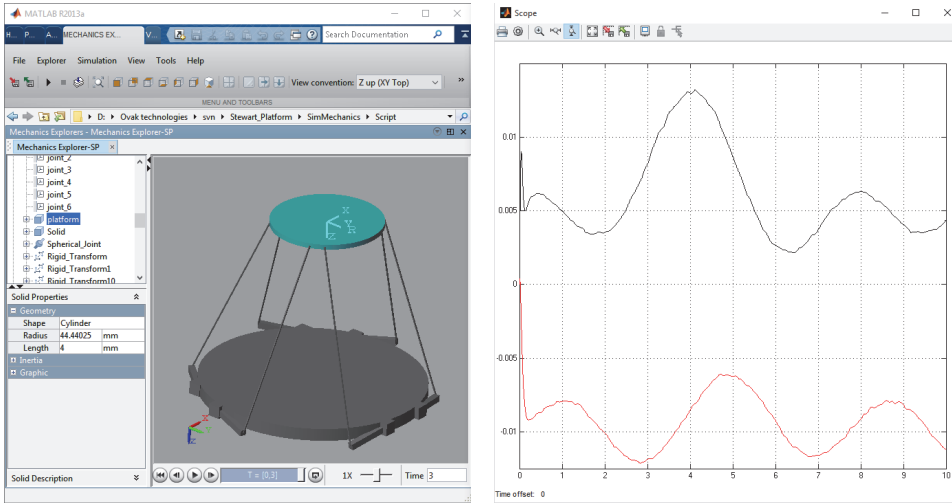 MATLAB R2013a
H... P... A... MECHANICS EX... V... Search Documentation
File Explorer Simulation View Tools Help
View convention: Z up (XY Top)
MENU AND TOOLBARS
D: Ovak technologies svn Stewart_Platform SimMechanics Script
Mechanics Explorers - Mechanics Explorer-SP
Mechanics Explorer-SP
joint_2
joint_3
joint_4
joint_5
joint_6
platform
Solid
Spherical_Joint
Rigid_Transform
Rigid_Transform1
Rigid_Transform10
Solid Properties
Geometry
Shape Cylinder
Radius 44.44025 mm
Length 4 mm
Inertia
Graphic
Solid Description
X
Y
R
Z
X
Z
T = [0,3]
1X
Time 3
Scope
0.01
0.005
0
-0.005
-0.01
0 1 2 3 4 5 6 7 8 9 10
Time offset: 0